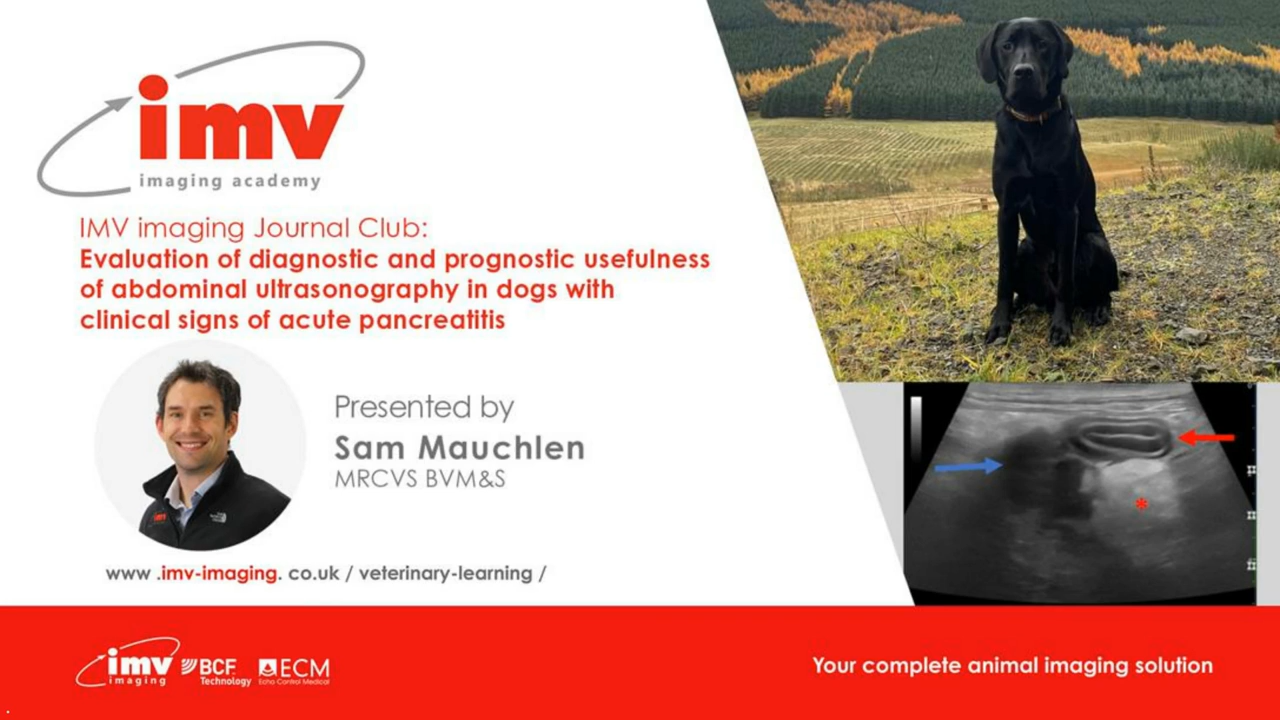 imv
imaging academy
IMV imaging Journal Club:
Evaluation of diagnostic and prognostic usefulness
of abdominal ultrasonography in dogs with
clinical signs of acute pancreatitis
Presented by
Sam Mauchlen
MRCVS BVM&S
www .imv-imaging. co.uk / veterinary-learning /
imv
imaging
BCF
Technology
ECM
Echo Control Medical
Your complete animal imaging solution